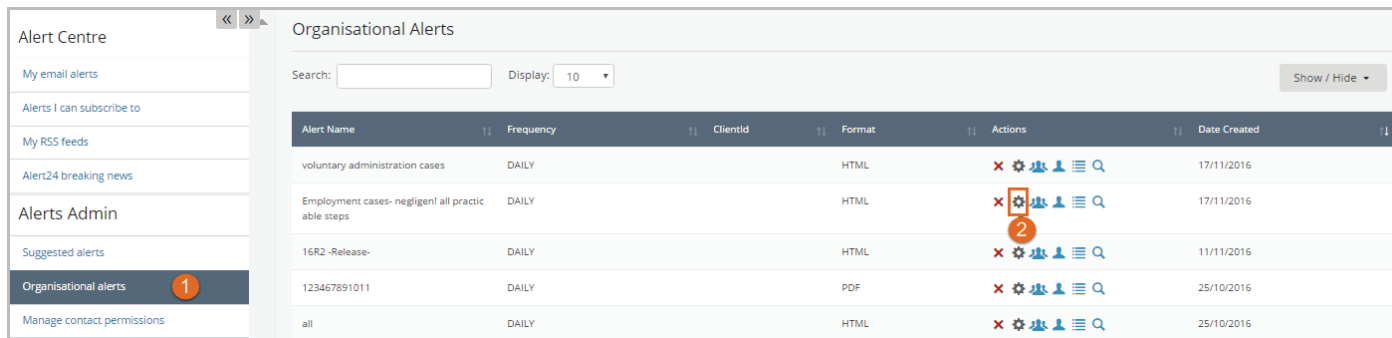 « »
Alert Centre
My email alerts
Alerts I can subscribe to
My RSS feeds
Alert24 breaking news
Alerts Admin
Suggested alerts
Organisational alerts 1
Manage contact permissions
Organisational Alerts
Search: Display: 10 Show / Hide
Alert Name Frequency ClientId Format Actions Date Created
voluntary administration cases DAILY HTML 17/11/2016
Employment cases- negligen! all practic DAILY HTML 17/11/2016
able steps
2
16R2 -Release- DAILY HTML 11/11/2016
123467891011 DAILY PDF 25/10/2016
all DAILY HTML 25/10/2016